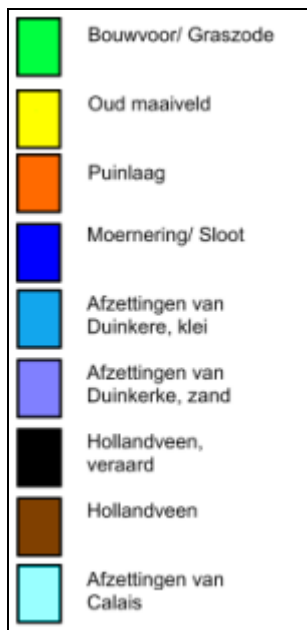 Bouwvoor/ Graszode
Oud maaiveld
Puinlaag
Moernering/ Sloot
Afzettingen van
Duinkere, klei
Afzettingen van
Duinkerke, zand
Hollandveen,
veraard
Hollandveen
Afzettingen van
Calais